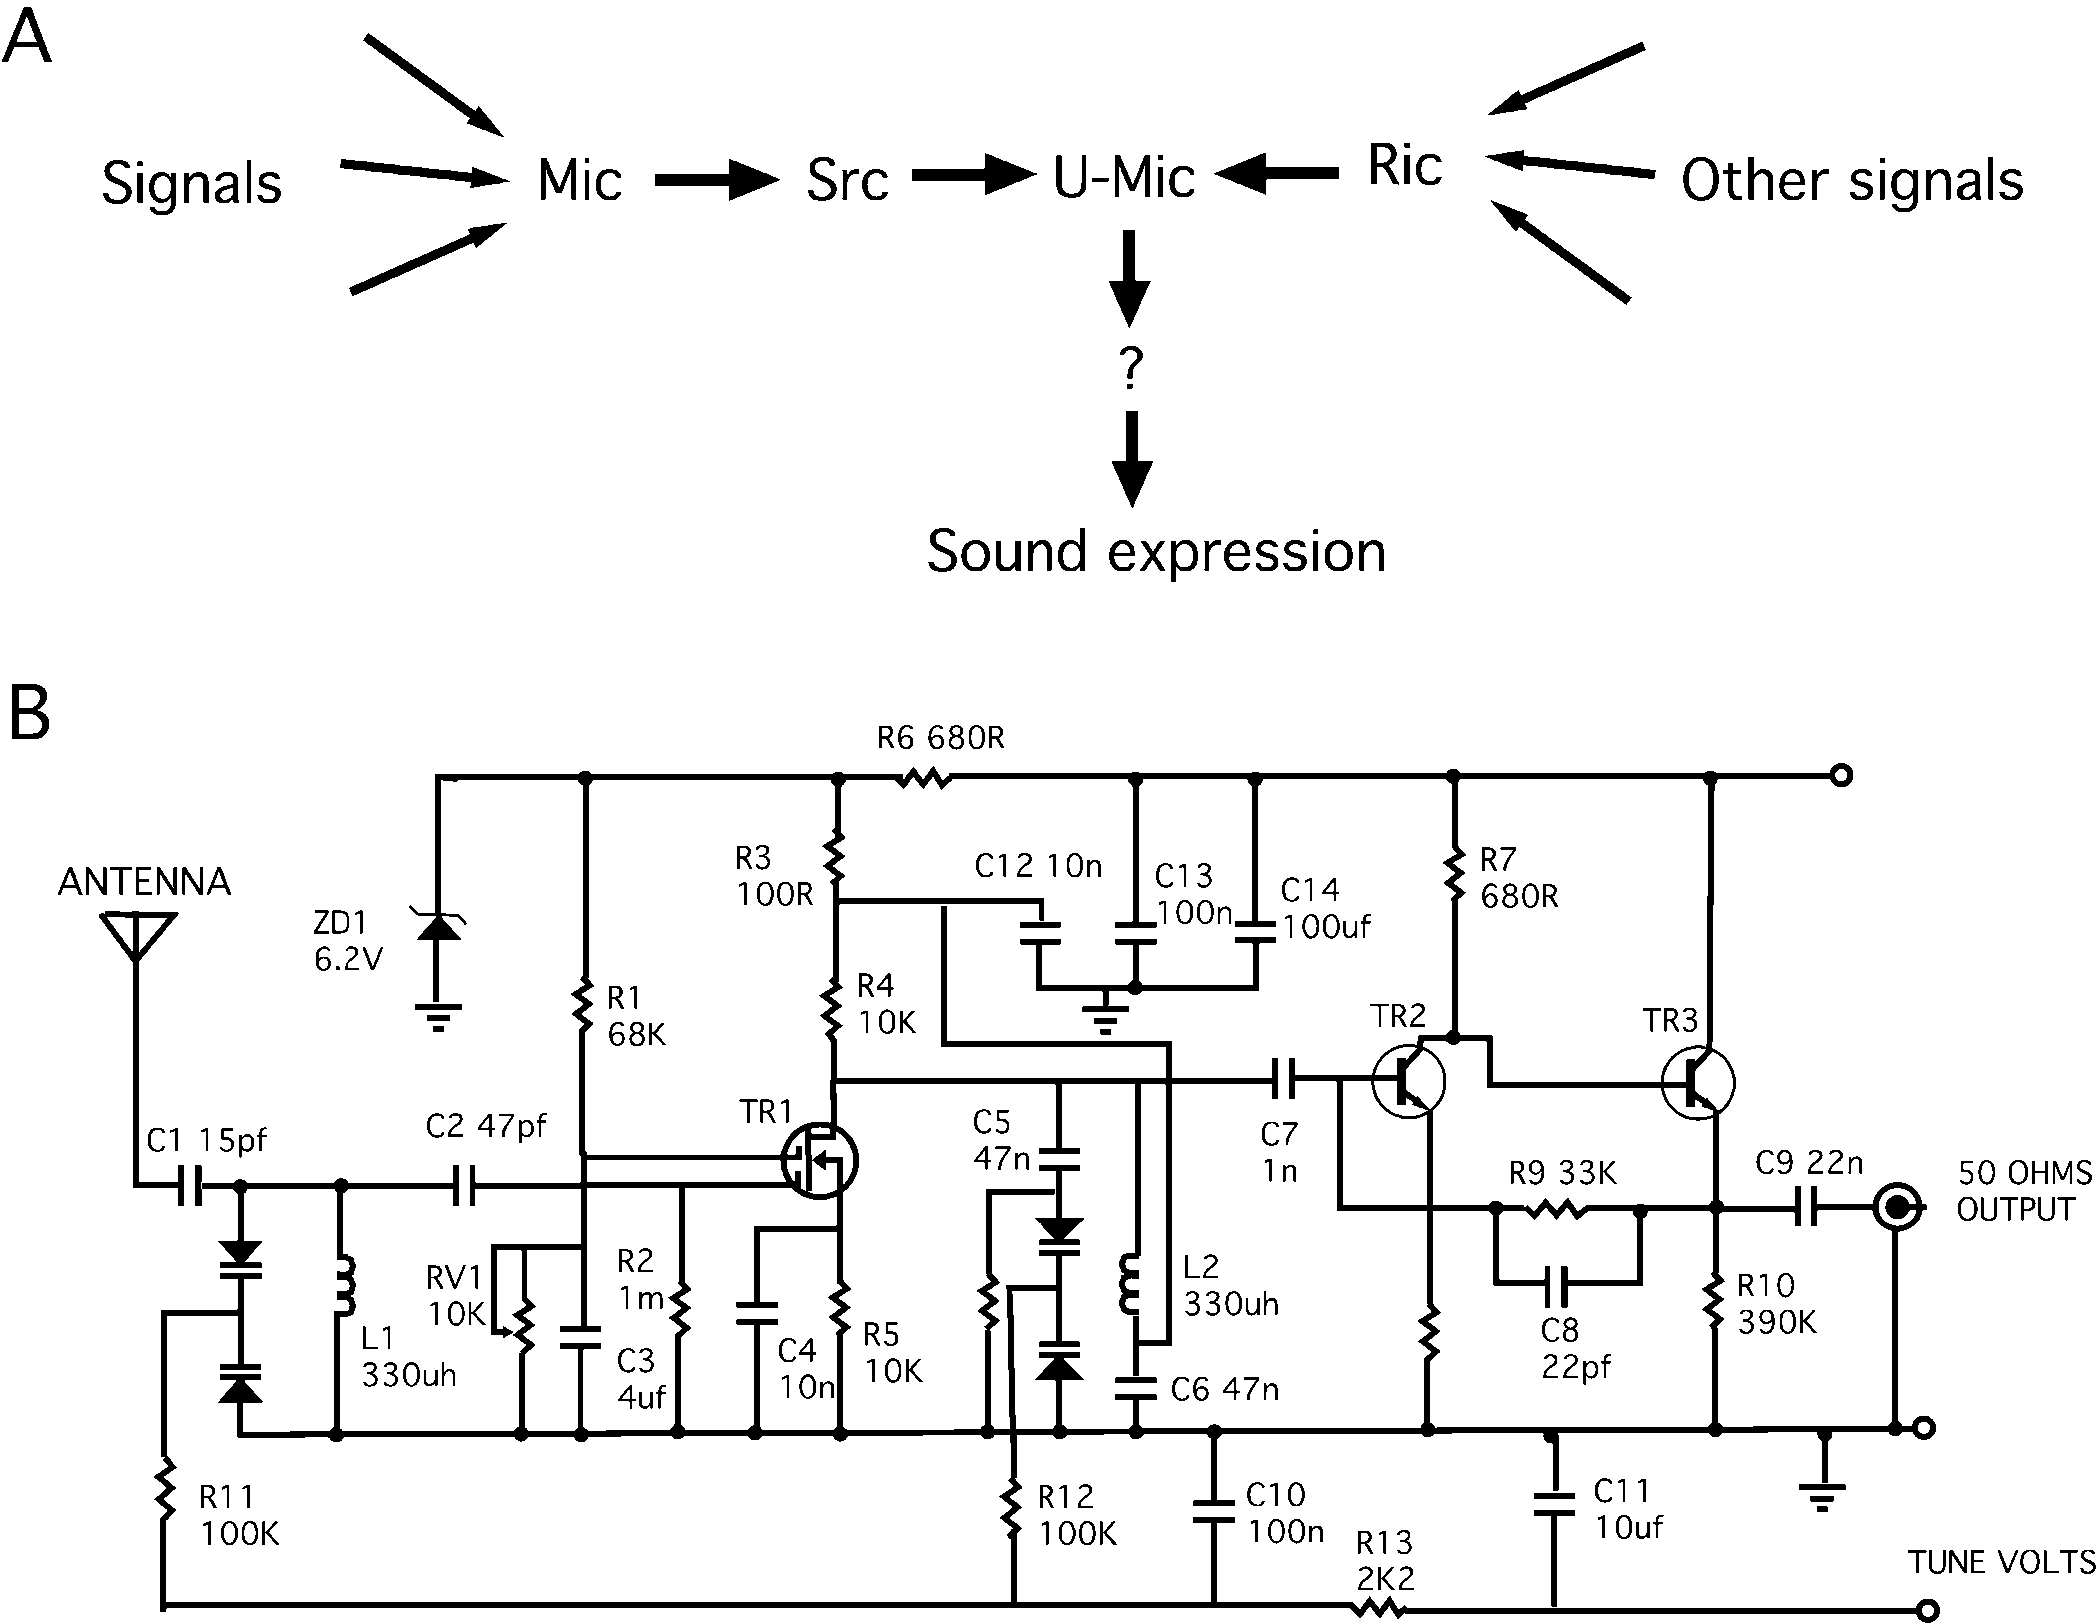 A
Signals
Mic
Src
U-Mic
Ric
Other signals
?
Sound expression
B
R6 680R
ANTENNA
ZD1
6.2V
R3
100R
C12 10n
C13
100n
C14
100uf
R7
680R
R1
68K
R4
10K
TR2
TR3
C1 15pf
C2 47pf
TR1
C5
47n
C7
1n
R9 33K
C9 22n
50 OHMS
OUTPUT
RV1
10K
R2
1m
L1
330uh
C3
4uf
C4
10n
R5
10K
L2
330uh
C6 47n
C8
22pf
R10
390K
R11
100K
R12
100K
C10
100n
R13
2K2
C11
10uf
TUNE VOLTS